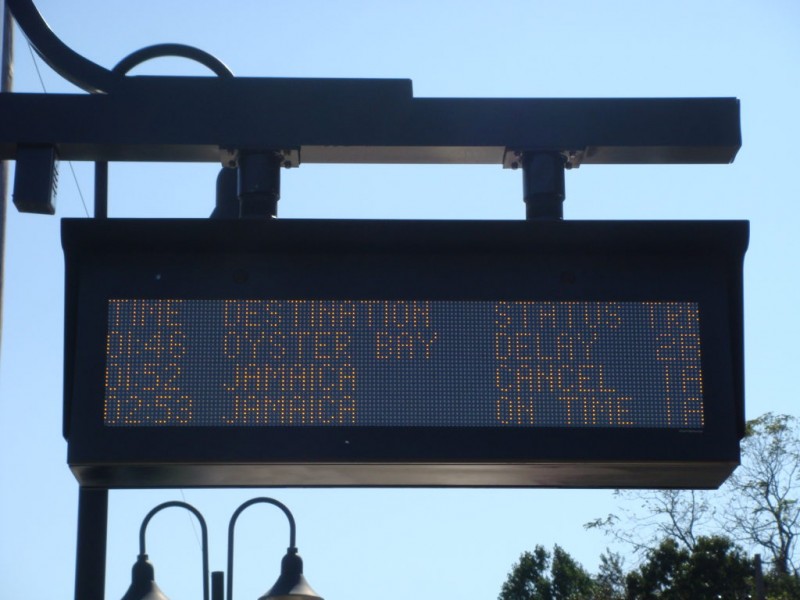 TIME DESTINATION STATUS TRK
01:46 OYSTER BAY DELAY 2B
01:52 JAMAICA CANCEL 1A
02:53 JAMAICA ON TIME 1A